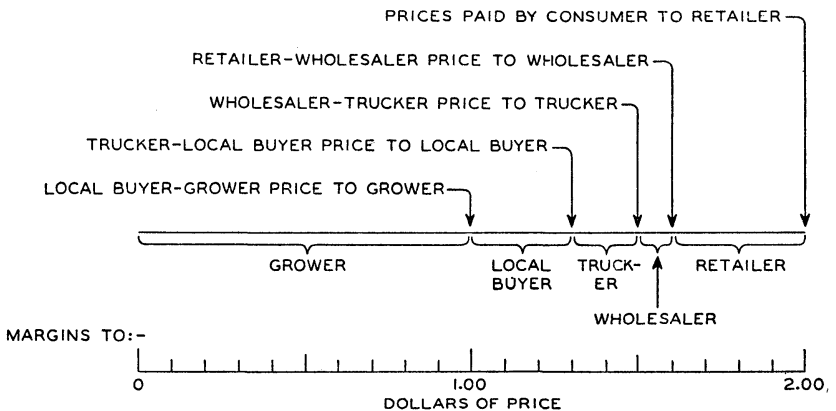 PRICES PAID BY CONSUMER TO RETAILER
RETAILER-WHOLESALER PRICE TO WHOLESALER
WHOLESALER-TRUCKER PRICE TO TRUCKER
TRUCKER-LOCAL BUYER PRICE TO LOCAL BUYER
LOCAL BUYER-GROWER PRICE TO GROWER
GROWER
LOCAL
BUYER
TRUCK-
ER
RETAILER
WHOLESALER
MARGINS TO:-
0 1.00 2.00
DOLLARS OF PRICE